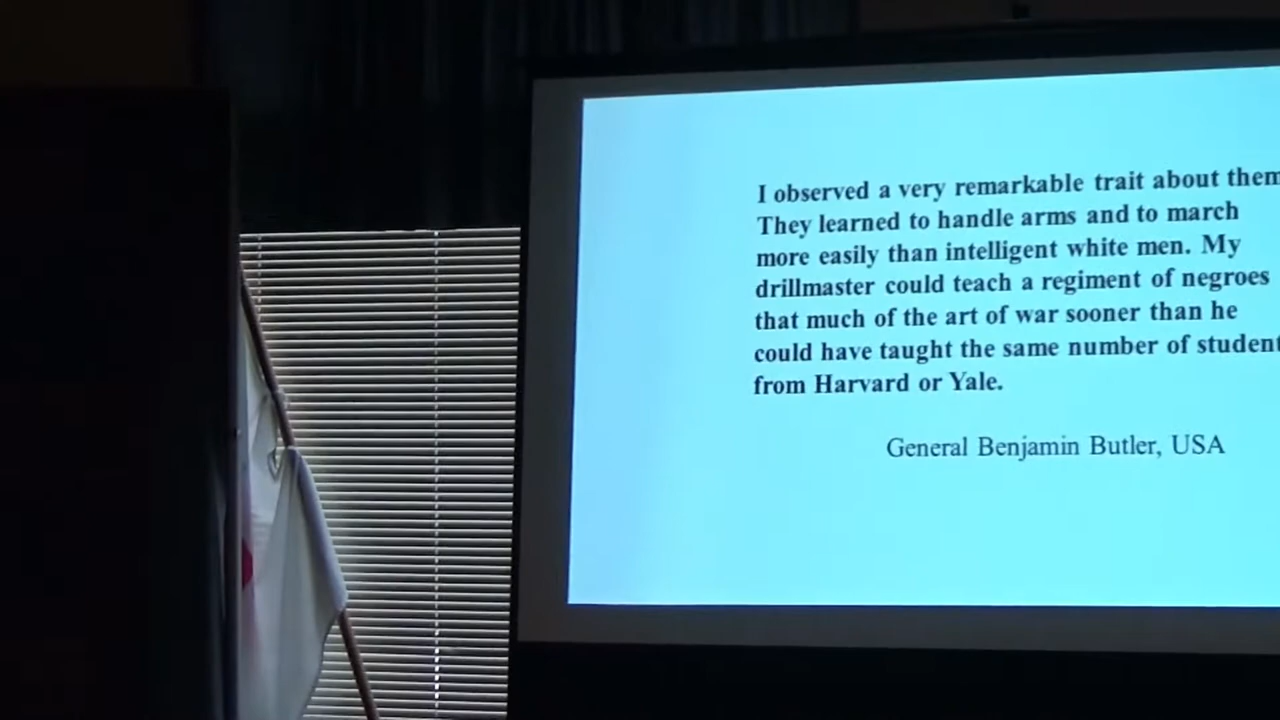 I observed a very remarkable trait about them
They learned to handle arms and to march
more easily than intelligent white men. My
drillmaster could teach a regiment of negroes
that much of the art of war sooner than he
could have taught the same number of student
from Harvard or Yale.
General Benjamin Butler, USA